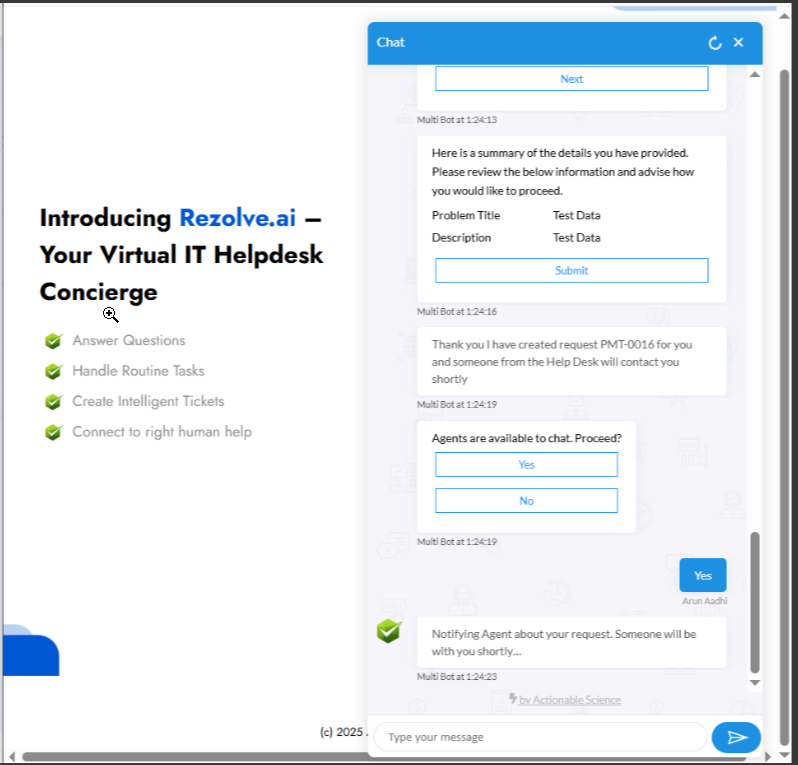 Introducing Rezolve.ai –
Your Virtual IT Helpdesk
Concierge
Answer Questions
Handle Routine Tasks
Create Intelligent Tickets
Connect to right human help
(c) 2025
Chat
Next
Multi Bot at 1:24:13
Here is a summary of the details you have provided.
Please review the below information and advise how
you would like to proceed.
Problem Title Test Data
Description Test Data
Submit
Multi Bot at 1:24:16
Thank you I have created request PMT-0016 for you
and someone from the Help Desk will contact you
shortly
Multi Bot at 1:24:19
Agents are available to chat. Proceed?
Yes
No
Multi Bot at 1:24:19
Yes
Arun Aadhi
Notifying Agent about your request. Someone will be
with you shortly...
Multi Bot at 1:24:23
by Actionable Science
Type your message